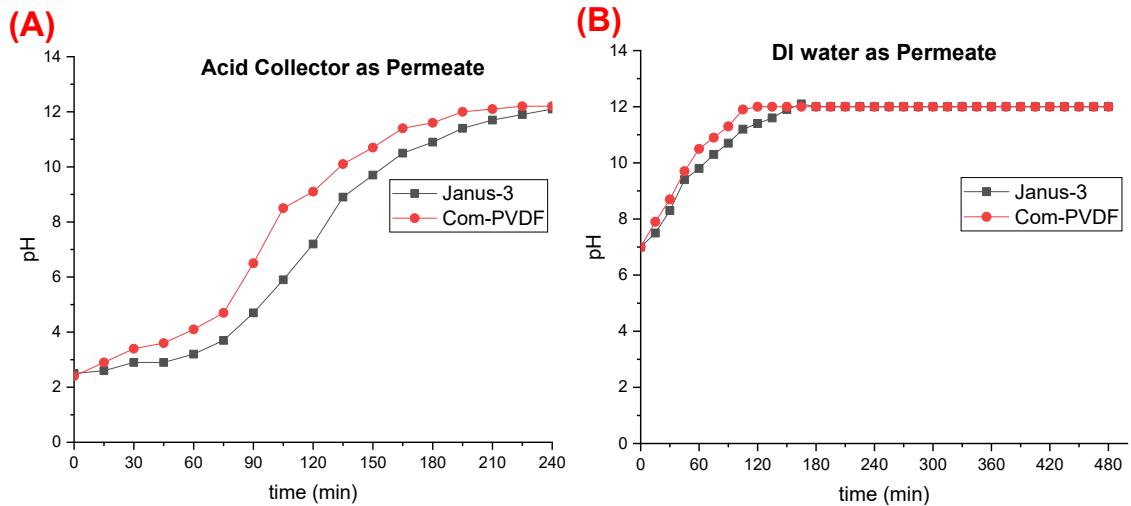 (A)
Acid Collector as Permeate
14
12
10
8
6
4
2
0
pH
Janus-3
Com-PVDF
0 30 60 90 120 150 180 210 240
time (min)
(B)
DI water as Permeate
14
12
10
8
6
4
2
0
pH
Janus-3
Com-PVDF
0 60 120 180 240 300 360 420 480
time (min)